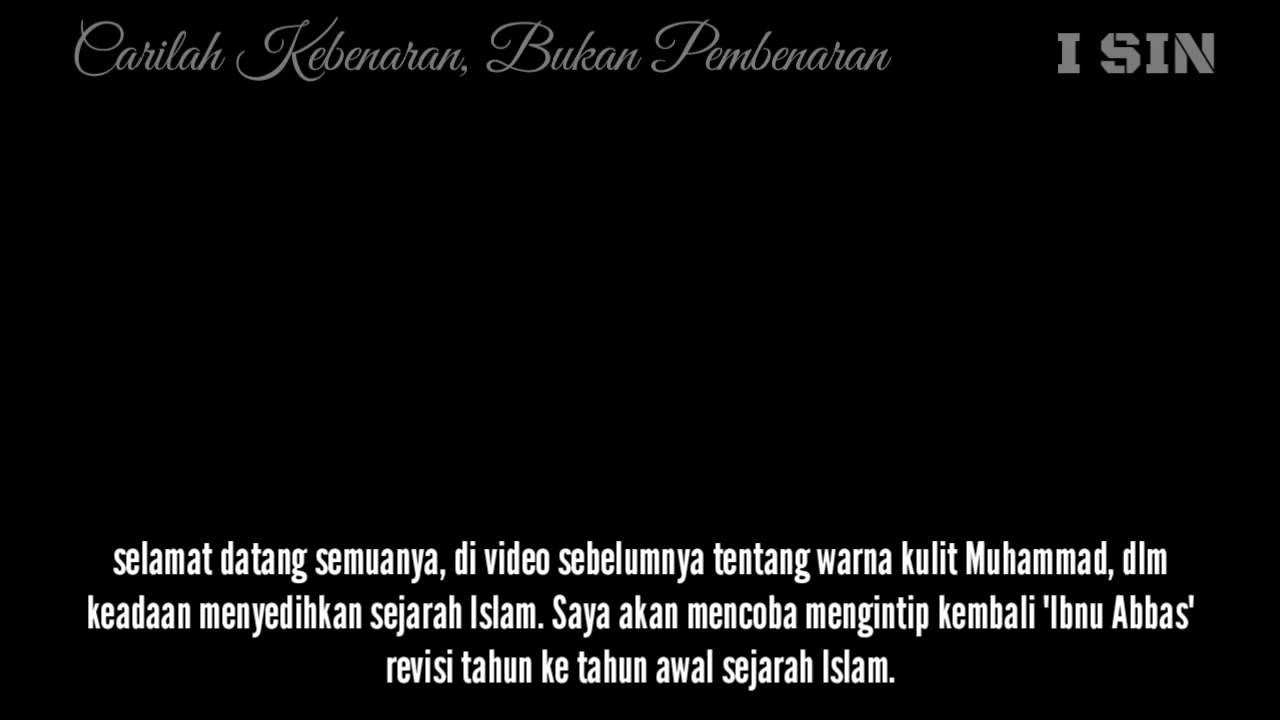 Carilah Kebenaran, Bukan Pembenaran
I SIN
selamat datang semuanya, di video sebelumnya tentang warna kulit Muhammad, dlm
keadaan menyedihkan sejarah Islam. Saya akan mencoba mengintip kembali 'Ibnu Abbas'
revisi tahun ke tahun awal sejarah Islam.